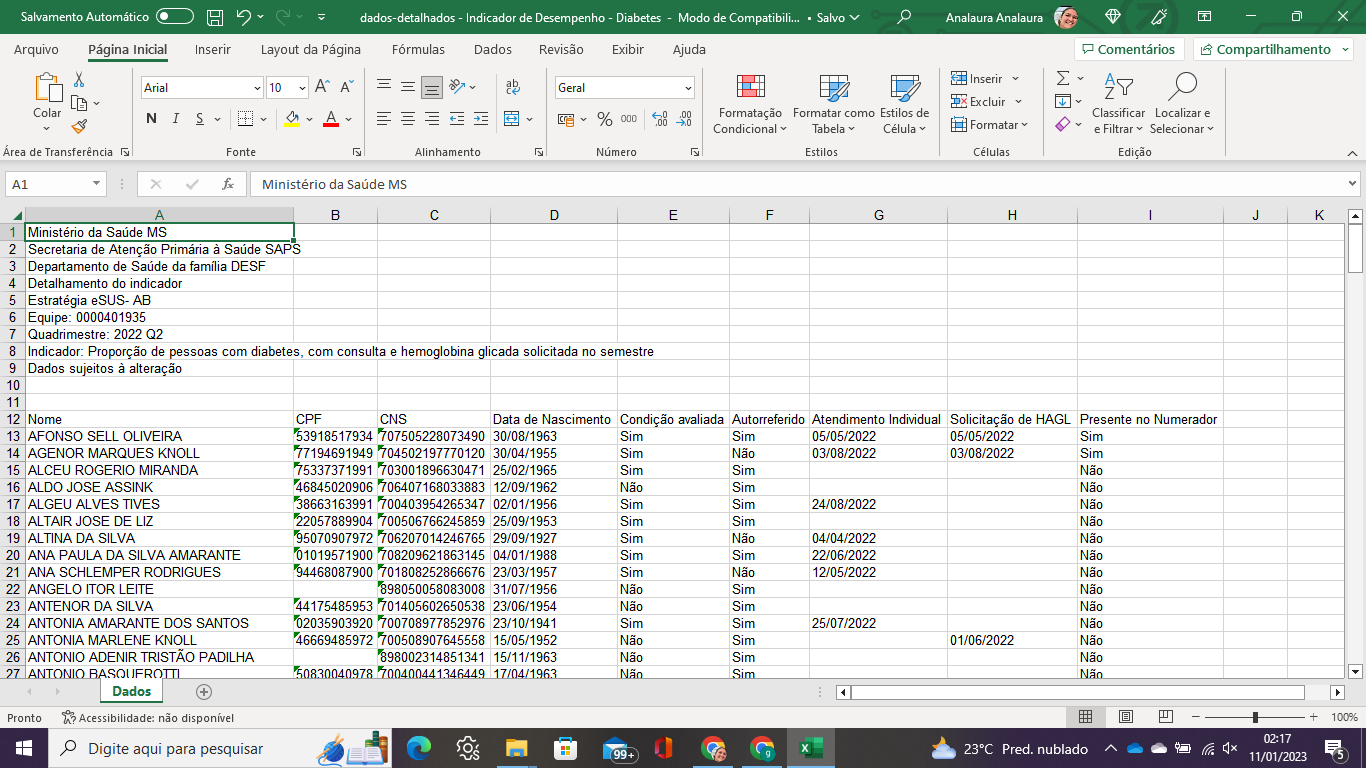 Salvamento Automático
dados-detalhados - Indicador de Desempenho - Diabetes - Modo de Compatibili... • Salvo
Analaura Analaura
Arquivo Página Inicial Inserir Layout da Página Fórmulas Dados Revisão Exibir Ajuda
Comentários Compartilhamento
Colar
Área de Transferência
Arial 10
N I S
Fonte
Alinhamento
Geral
% 000
Número
Formatação Condicional
Formatar como Tabela
Estilos de Célula
Estilos
Inserir
Excluir
Formatar
Células
Classificar e Filtrar
Localizar e Selecionar
Edição
A1 fx Ministério da Saúde MS
A B C D E F G H I J K
1 Ministério da Saúde MS
2 Secretaria de Atenção Primária à Saúde SAPS
3 Departamento de Saúde da família DESF
4 Detalhamento do indicador
5 Estratégia eSUS- AB
6 Equipe: 0000401935
7 Quadrimestre: 2022 Q2
8 Indicador: Proporção de pessoas com diabetes, com consulta e hemoglobina glicada solicitada no semestre
9 Dados sujeitos à alteração
10
11
12 Nome CPF CNS Data de Nascimento Condição avaliada Autorreferido Atendimento Individual Solicitação de HAGL Presente no Numerador
13 AFONSO SELL OLIVEIRA 53918517934 707505228073490 30/08/1963 Sim Sim 05/05/2022 05/05/2022 Sim
14 AGENOR MARQUES KNOLL 77194691949 704502197770120 30/04/1955 Sim Não 03/08/2022 03/08/2022 Sim
15 ALCEU ROGERIO MIRANDA 75337371991 703001896630471 25/02/1965 Sim Sim Não
16 ALDO JOSE ASSINK 46845020906 706407168033883 12/09/1962 Não Sim Não
17 ALGEU ALVES TIVES 38663163991 700403954265347 02/01/1956 Sim Sim 24/08/2022 Não
18 ALTAIR JOSE DE LIZ 22057889904 700506766245859 25/09/1953 Sim Sim Não
19 ALTINA DA SILVA 95070907972 706207014246765 29/09/1927 Sim Não 04/04/2022 Não
20 ANA PAULA DA SILVA AMARANTE 01019571900 708209621863145 04/01/1988 Sim Sim 22/06/2022 Não
21 ANA SCHLEMPER RODRIGUES 94468087900 701808252866676 23/03/1957 Sim Não 12/05/2022 Não
22 ANGELO ITOR LEITE 898050058083008 31/07/1956 Não Sim Não
23 ANTENOR DA SILVA 44175485953 701405602650538 23/06/1954 Não Sim Não
24 ANTONIA AMARANTE DOS SANTOS 02035903920 700708977852976 23/10/1941 Sim Sim 25/07/2022 Não
25 ANTONIA MARLENE KNOLL 46669485972 700508907645558 15/05/1952 Não Sim 01/06/2022 Não
26 ANTONIO ADENIR TRISTÃO PADILHA 898002314851341 15/11/1963 Não Sim Não
27 ANTONIO BASQUEROTTI 50830040978 700400441346449 17/04/1963 Não Sim Não
Dados
Pronto Acessibilidade: não disponível 100%
Digite aqui para pesquisar
99+
23°C Pred. nublado
02:17
11/01/2023
5